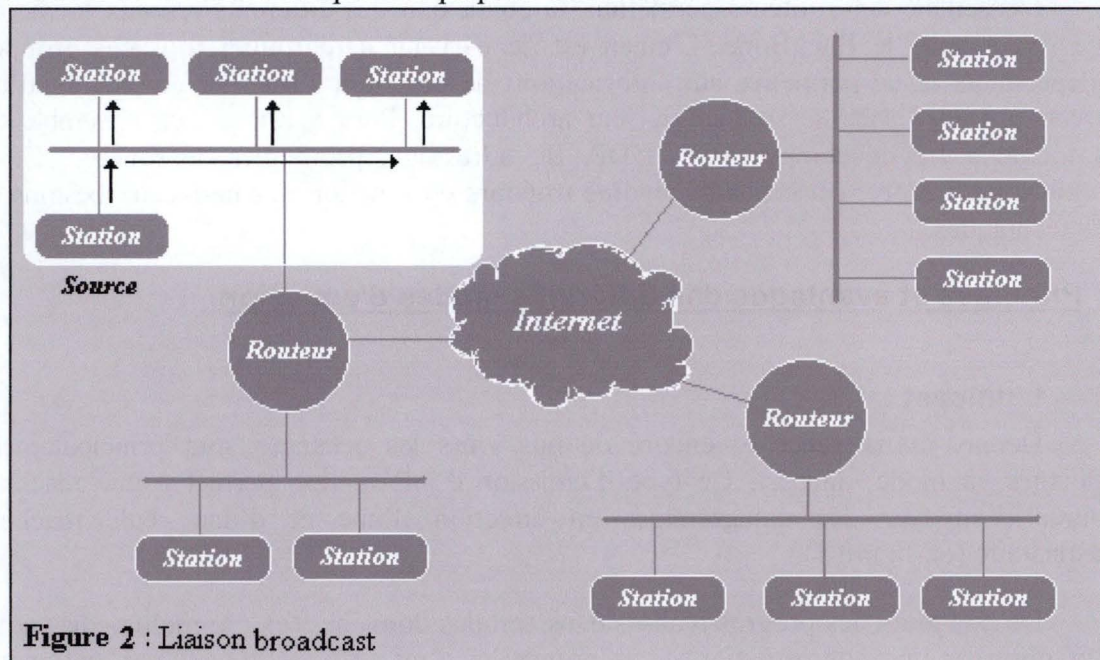 Station Station Station Station
Station
Routeur
Station
Station
Station
Source
Internet
Routeur
Routeur
Station Station
Station Station Station
Figure 2 : Liaison broadcast